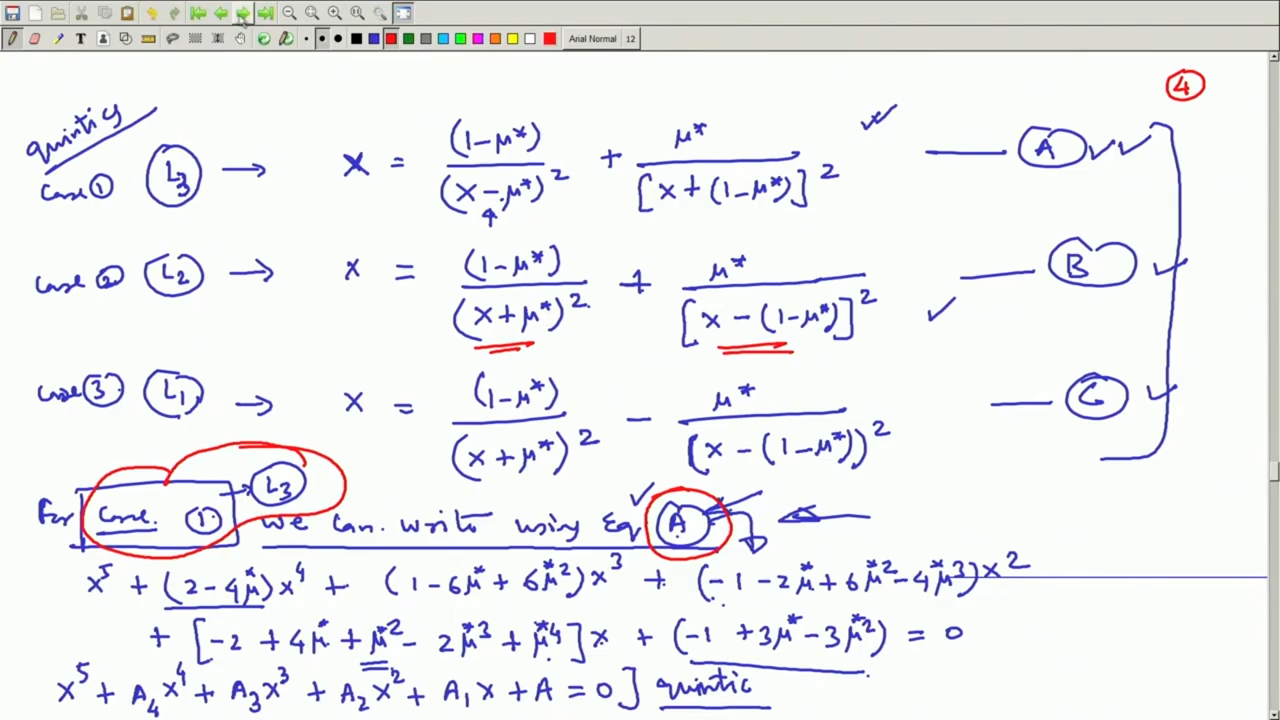 Arial Normal 12
④
quintics
Case ① L₃ → x = (1-μ*)/(x-μ*)² + μ*/[x+(1-μ*)]² — A
Case ② L₂ → x = (1-μ*)/(x+μ*)² + μ*/[x-(1-μ*)]² — B
Case ③ L₁ → x = (1-μ*)/(x+μ*)² - μ*/(x-(1-μ*))² — C
For Case ① → L₃ we can write using Eq A
x⁵ + (2-4μ*)x⁴ + (1-6μ*+6μ*²)x³ + (-1-2μ*+6μ*²-4μ*³)x²
+ [-2+4μ*+μ*²-2μ*³+μ*⁴]x + (-1+3μ*-3μ*²) = 0
x⁵ + A₄x⁴ + A₃x³ + A₂x² + A₁x + A = 0] quintic